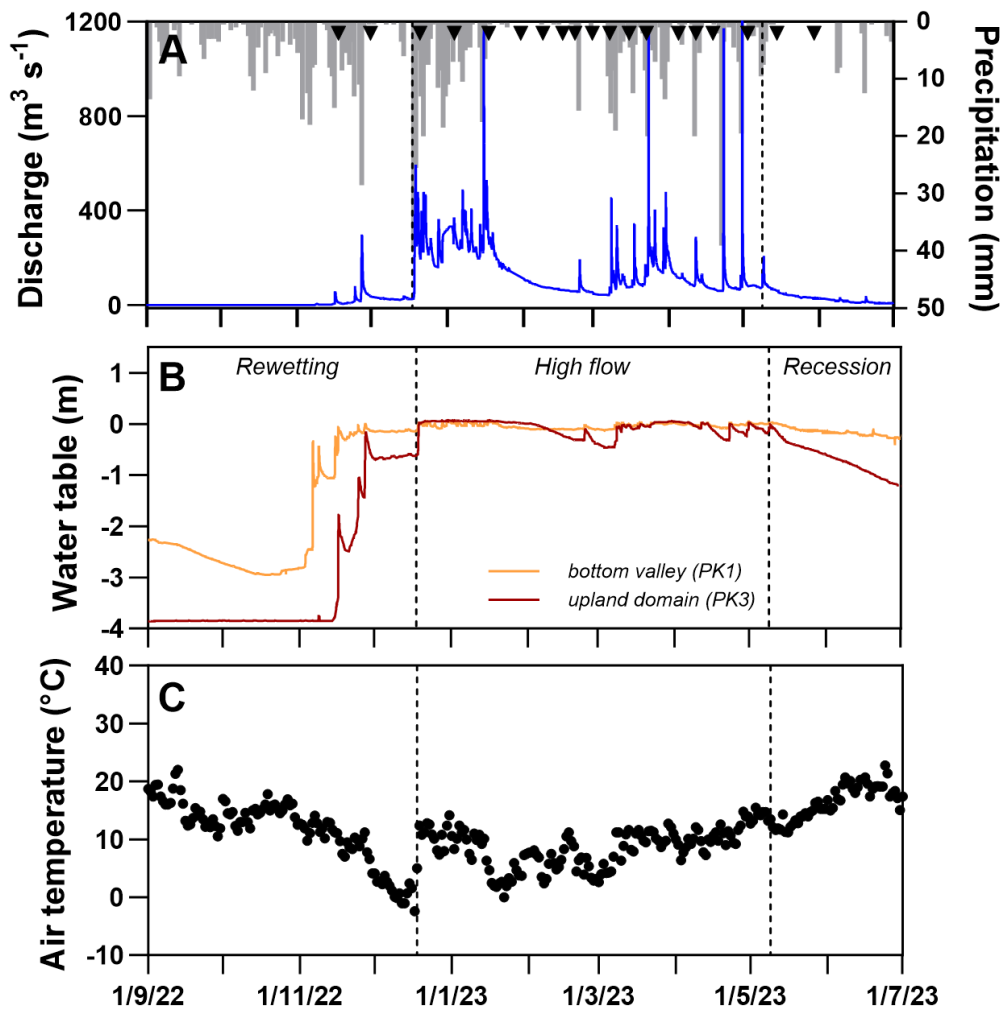 A
Discharge (m³ s⁻¹)
1200
800
400
0
Precipitation (mm)
0
10
20
30
40
50
B
Rewetting
High flow
Recession
Water table (m)
1
0
-1
-2
-3
-4
bottom valley (PK1)
upland domain (PK3)
C
Air temperature (°C)
40
30
20
10
0
-10
1/9/22
1/11/22
1/1/23
1/3/23
1/5/23
1/7/23